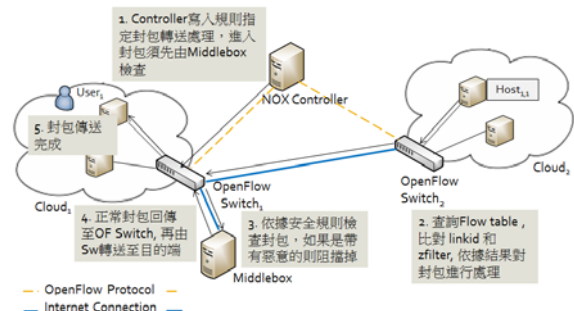 1. Controller寫入規則指
定封包轉送處理，進入
封包須先由Middlebox
檢查
NOX Controller
User₁
Host₁,₁
5. 封包傳送
完成
Cloud₁
Cloud₂
OpenFlow
Switch₁
OpenFlow
Switch₂
4. 正常封包回傳
至OF Switch, 再由
Sw轉送至目的端
3. 依據安全規則檢
查封包，如果是帶
有惡意的則阻擋掉
2. 查詢Flow table ,
比對 linkid 和
zfilter, 依據結果對
封包進行處理
Middlebox
OpenFlow Protocol
Internet Connection